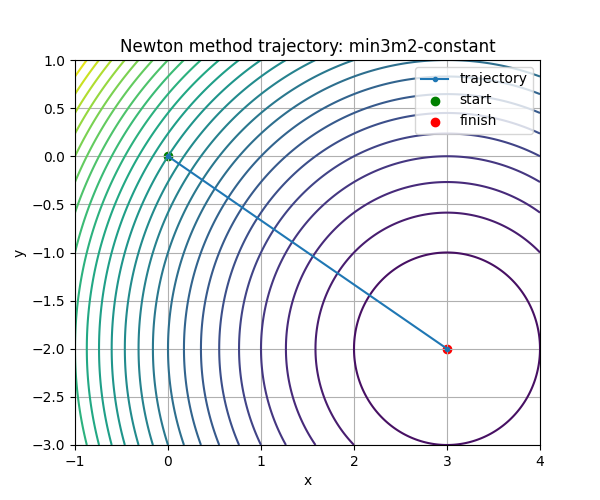 Newton method trajectory: min3m2-constant
1.0
0.5
0.0
−0.5
−1.0
−1.5
−2.0
−2.5
−3.0
y
trajectory
start
finish
−1 0 1 2 3 4
x